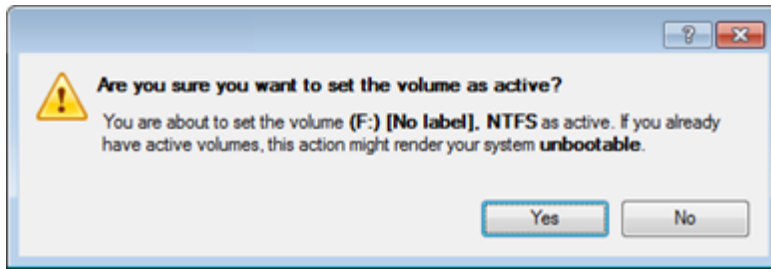 Are you sure you want to set the volume as active?
You are about to set the volume (F:) [No label], NTFS as active. If you already
have active volumes, this action might render your system unbootable.
Yes No